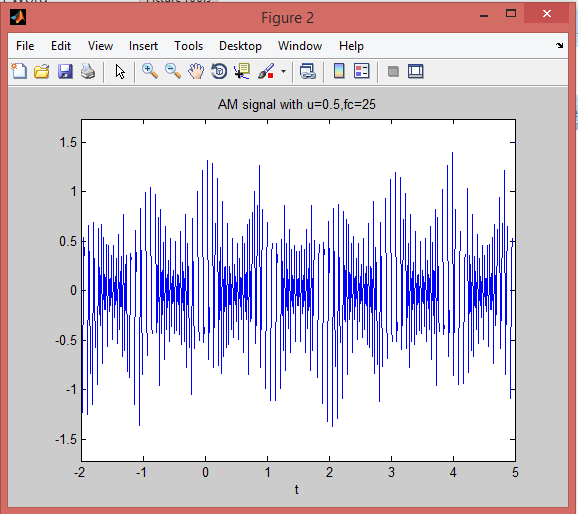 Figure 2
File Edit View Insert Tools Desktop Window Help
AM signal with u=0.5,fc=25
1.5
1
0.5
0
-0.5
-1
-1.5
-2 -1 0 1 2 3 4 5
t